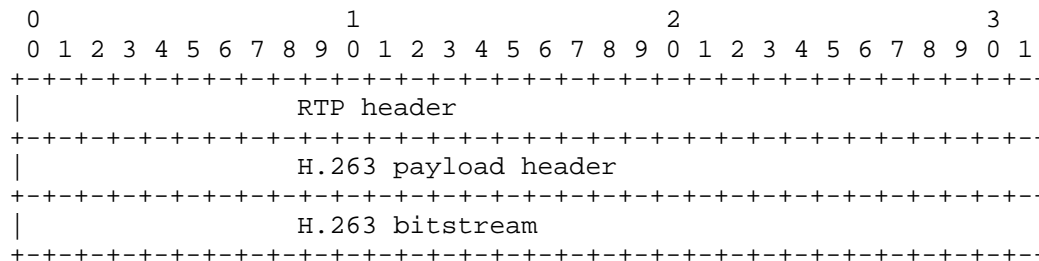 0                   1                   2                   3
 0 1 2 3 4 5 6 7 8 9 0 1 2 3 4 5 6 7 8 9 0 1 2 3 4 5 6 7 8 9 0 1
+-+-+-+-+-+-+-+-+-+-+-+-+-+-+-+-+-+-+-+-+-+-+-+-+-+-+-+-+-+-+-+-
|                 RTP header
+-+-+-+-+-+-+-+-+-+-+-+-+-+-+-+-+-+-+-+-+-+-+-+-+-+-+-+-+-+-+-+-
|                 H.263 payload header
+-+-+-+-+-+-+-+-+-+-+-+-+-+-+-+-+-+-+-+-+-+-+-+-+-+-+-+-+-+-+-+-
|                 H.263 bitstream
+-+-+-+-+-+-+-+-+-+-+-+-+-+-+-+-+-+-+-+-+-+-+-+-+-+-+-+-+-+-+-+-